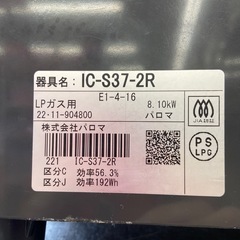 器具名: IC-S37-2R
E1-4-16
LPガス用 8.10kW
22·11-904800 パロマ
株式会社パロマ
221 IC-S37-2R
区分C 効率56.3%
区分J 効率192Wh
PS
LPG